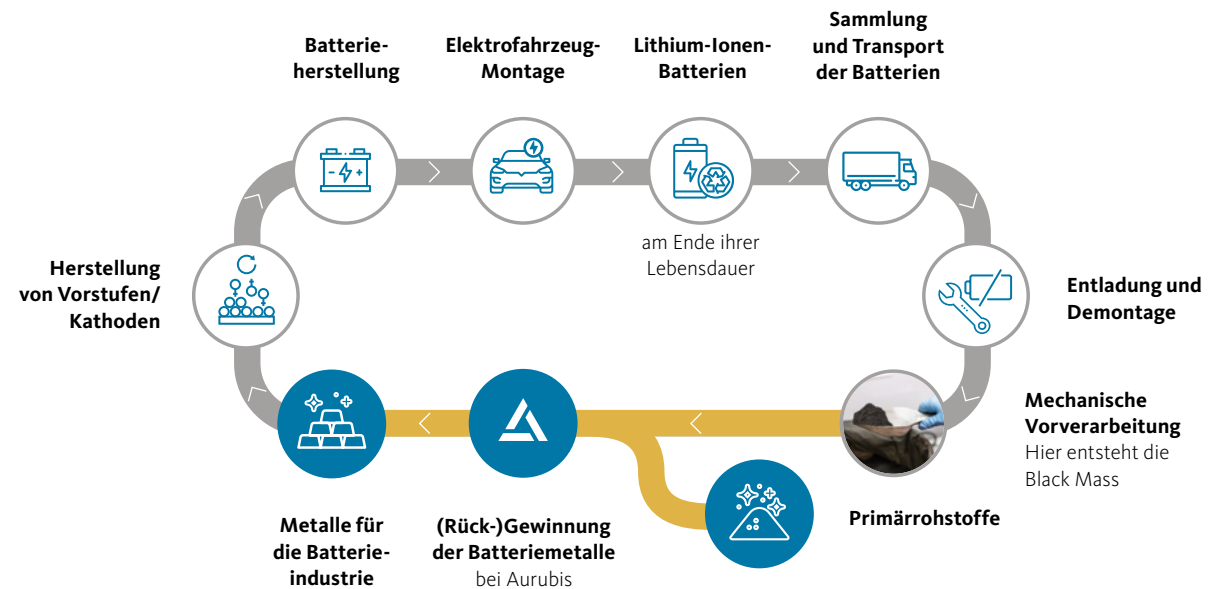 Batterie-
herstellung
Elektrofahrzeug-
Montage
Lithium-Ionen-
Batterien
am Ende ihrer
Lebensdauer
Sammlung
und Transport
der Batterien
Entladung und
Demontage
Mechanische
Vorverarbeitung
Hier entsteht die
Black Mass
Primärrohstoffe
(Rück-)Gewinnung
der Batteriemetalle
bei Aurubis
Metalle für
die Batterie-
industrie
Herstellung
von Vorstufen/
Kathoden